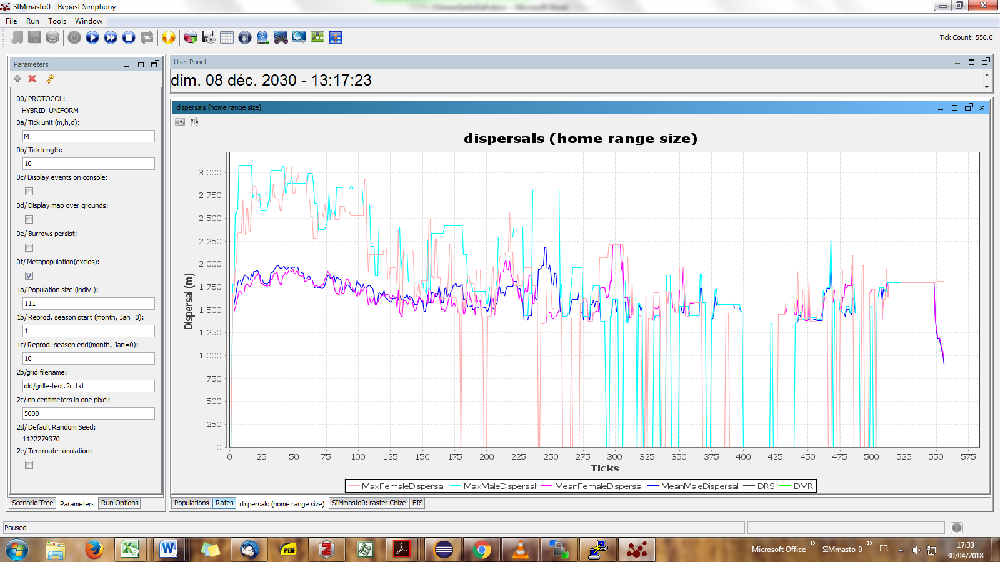 SIMmasto0 - Repast Simphony
File Run Tools Window
Tick Count: 556.0
Parameters
00/ PROTOCOL:
HYBRID_UNIFORM
0a/ Tick unit (m,h,d):
M
0b/ Tick length:
10
0c/ Display events on console:
0d/ Display map over grounds:
0e/ Burrows persist:
0f/ Metapopulation(exclos):
1a/ Population size (indiv.):
111
1b/ Reprod. season start (month, Jan=0):
1
1c/ Reprod. season end(month, Jan=0):
10
2b/grid filename:
old/grille-test.2c.txt
2c/ nb centimeters in one pixel:
5000
2d/ Default Random Seed:
1122279370
2e/ Terminate simulation:
Scenario Tree Parameters Run Options
User Panel
dim. 08 déc. 2030 - 13:17:23
dispersals (home range size)
dispersals (home range size)
Dispersal (m)
3 000
2 750
2 500
2 250
2 000
1 750
1 500
1 250
1 000
750
500
250
0
0 25 50 75 100 125 150 175 200 225 250 275 300 325 350 375 400 425 450 475 500 525 550 575
Ticks
MaxFemaleDispersal MaxMaleDispersal MeanFemaleDispersal MeanMaleDispersal DRS DMR
Populations Rates dispersals (home range size) SIMmasto0: raster Chize FIS
Paused
PDF
Microsoft Office » SIMmasto_0 » FR
17:33
30/04/2018